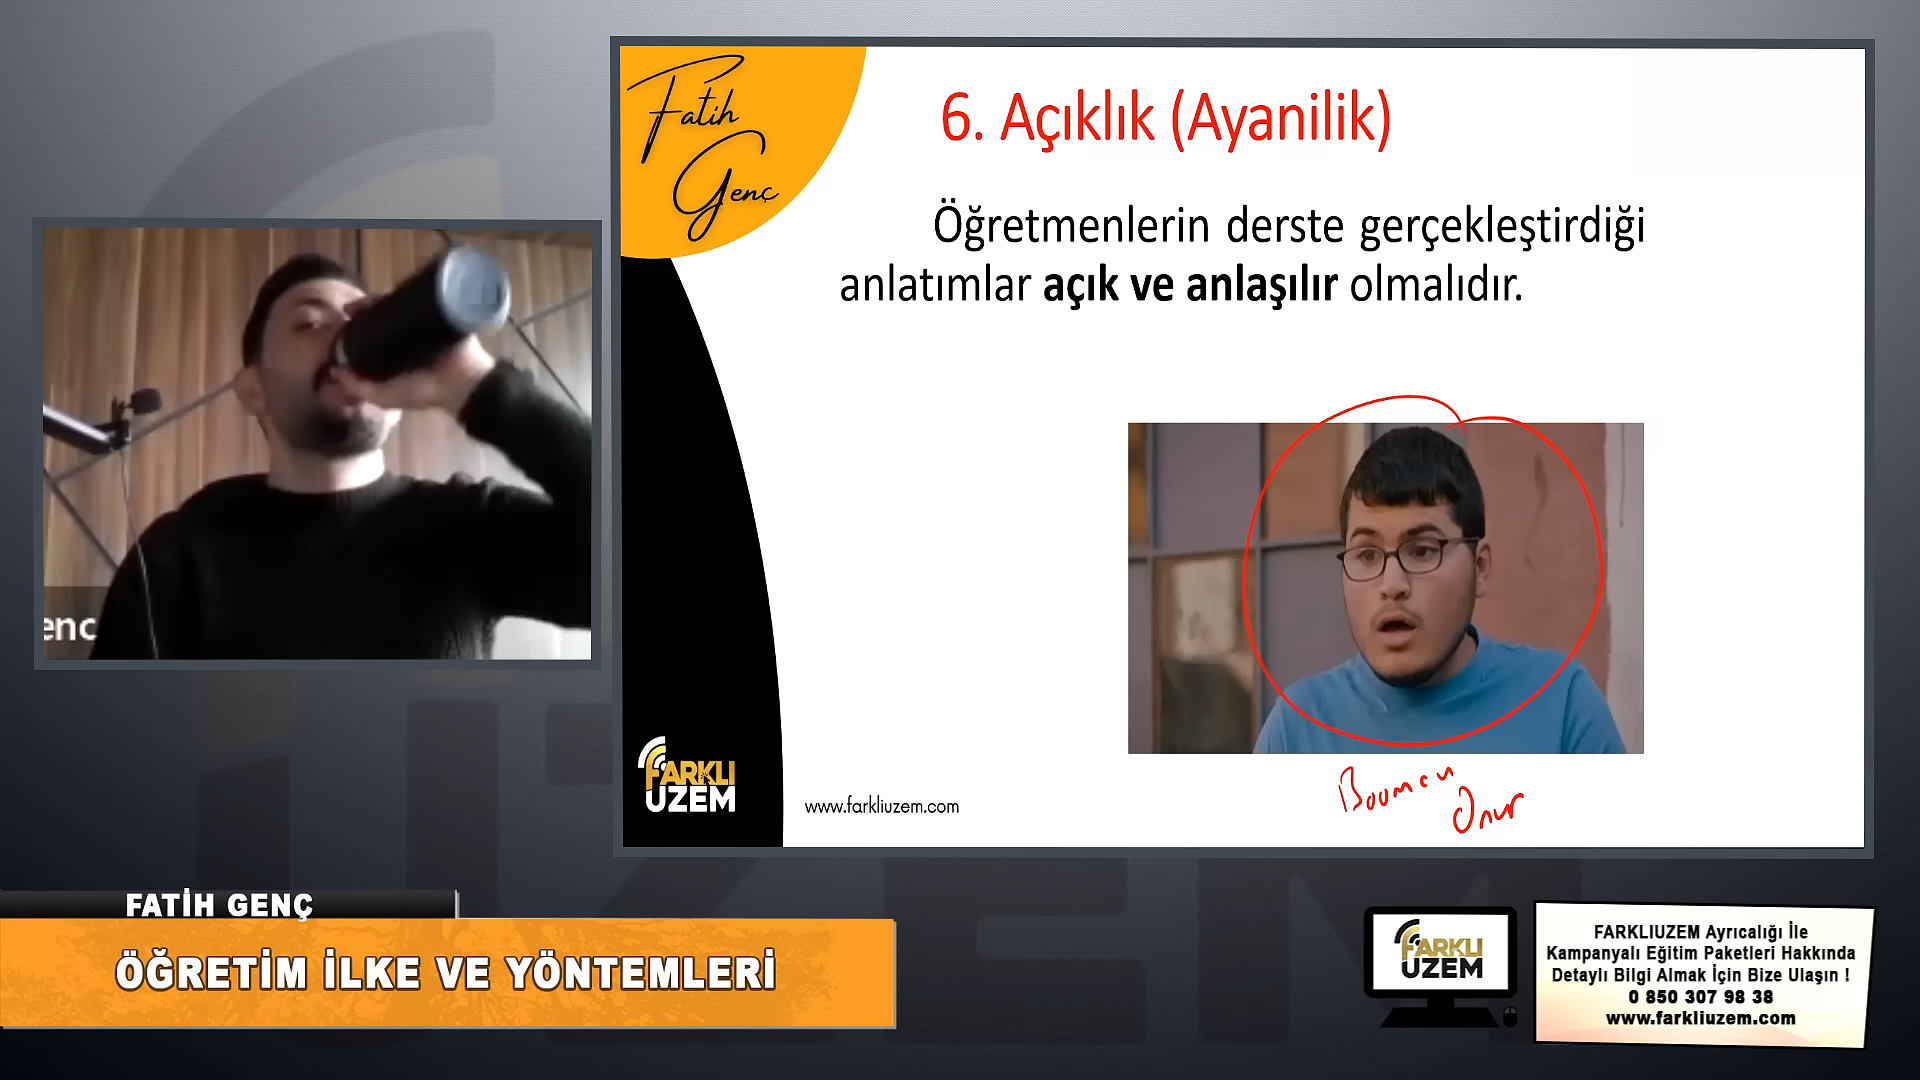 Fatih
Genç
6. Açıklık (Ayanilik)
Öğretmenlerin derste gerçekleştirdiği
anlatımlar açık ve anlaşılır olmalıdır.
enc
Onur
FARKLI
UZEM
www.farkliuzem.com
FATİH GENÇ
ÖĞRETİM İLKE VE YÖNTEMLERİ
FARKLI
UZEM
FARKLIUZEM Ayrıcalığı İle
Kampanyalı Eğitim Paketleri Hakkında
Detaylı Bilgi Almak İçin Bize Ulaşın !
0 850 307 98 38
www.farkliuzem.com